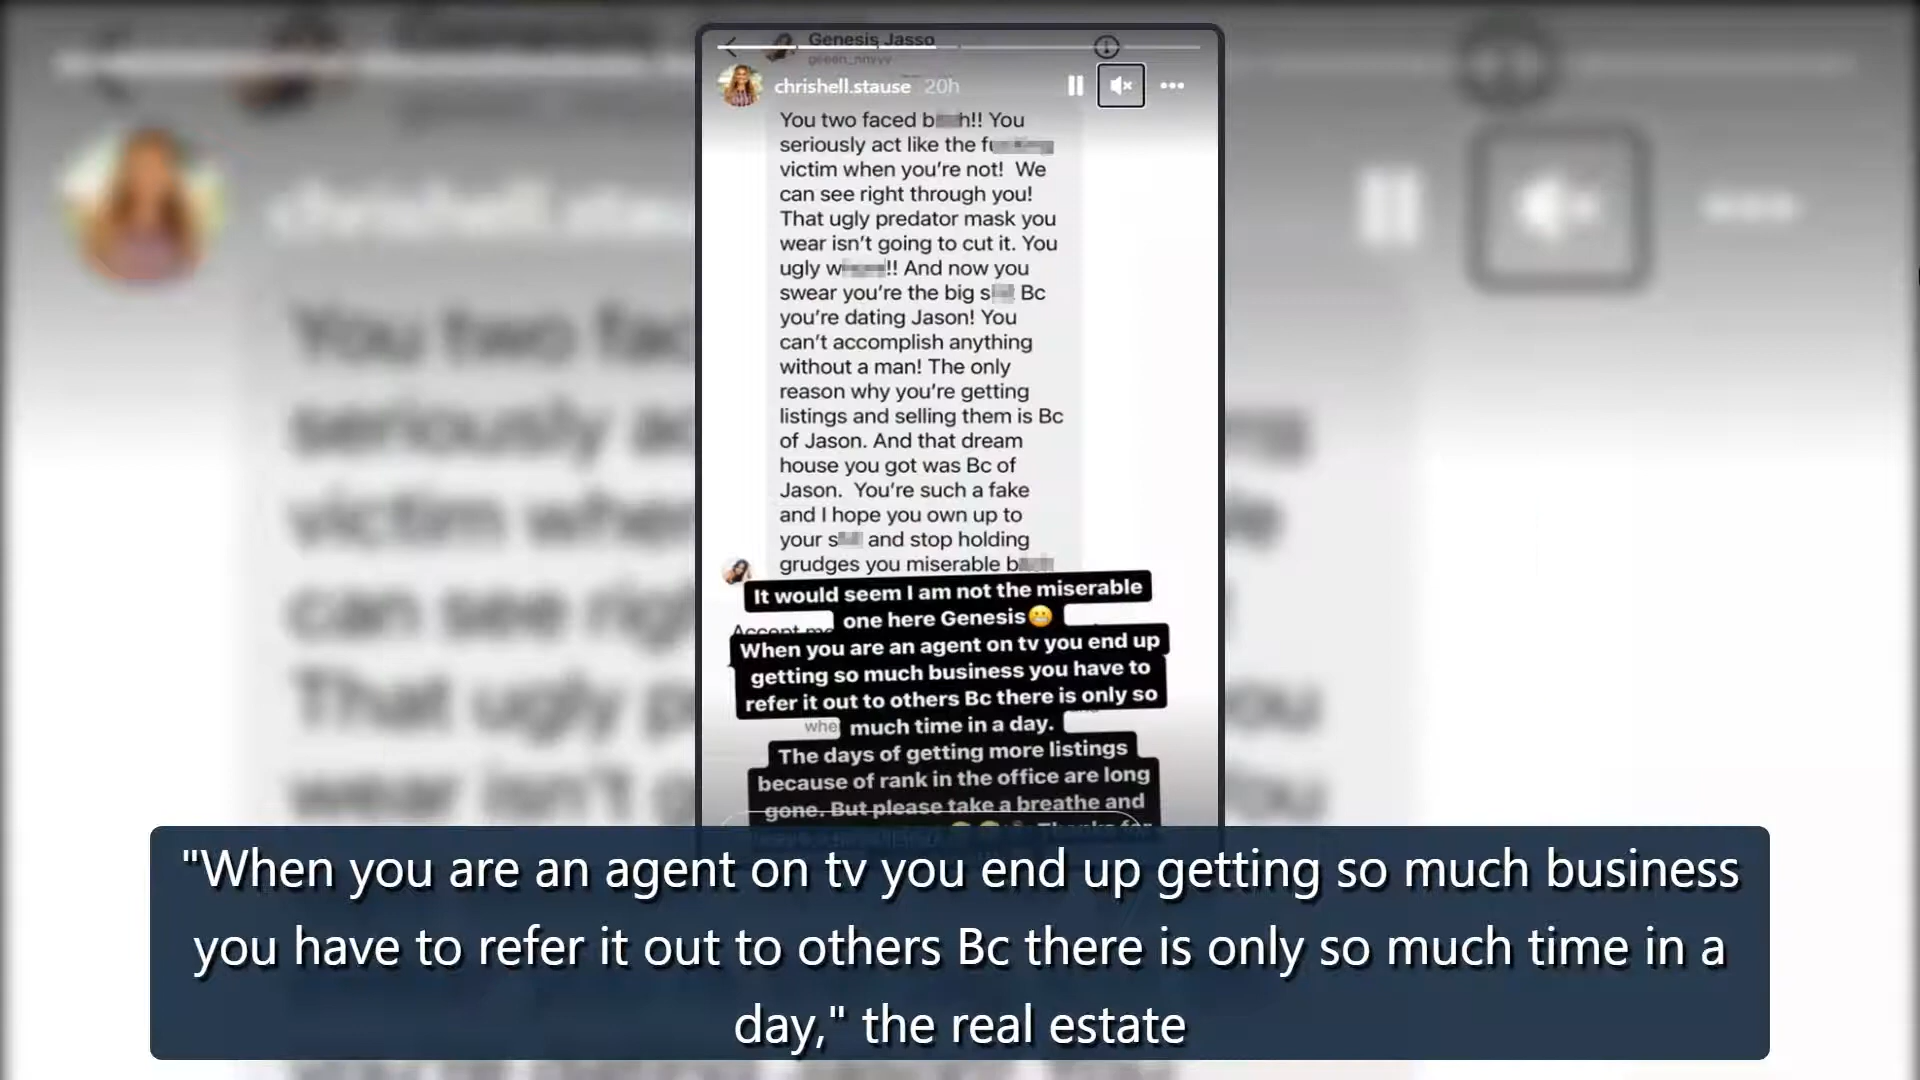 Genesis Jasso
chrishell.stause 20h
You two faced b h!! You
seriously act like the fu
victim when you're not! We
can see right through you!
That ugly predator mask you
wear isn't going to cut it. You
ugly w !! And now you
swear you're the big s Bc
you're dating Jason! You
can't accomplish anything
without a man! The only
reason why you're getting
listings and selling them is Bc
of Jason. And that dream
house you got was Bc of
Jason. You're such a fake
and I hope you own up to
your s and stop holding
grudges you miserable b
It would seem I am not the miserable
one here Genesis😬
When you are an agent on tv you end up
getting so much business you have to
refer it out to others Bc there is only so
much time in a day.
The days of getting more listings
because of rank in the office are long
gone. But please take a breathe and
"When you are an agent on tv you end up getting so much business
you have to refer it out to others Bc there is only so much time in a
day," the real estate